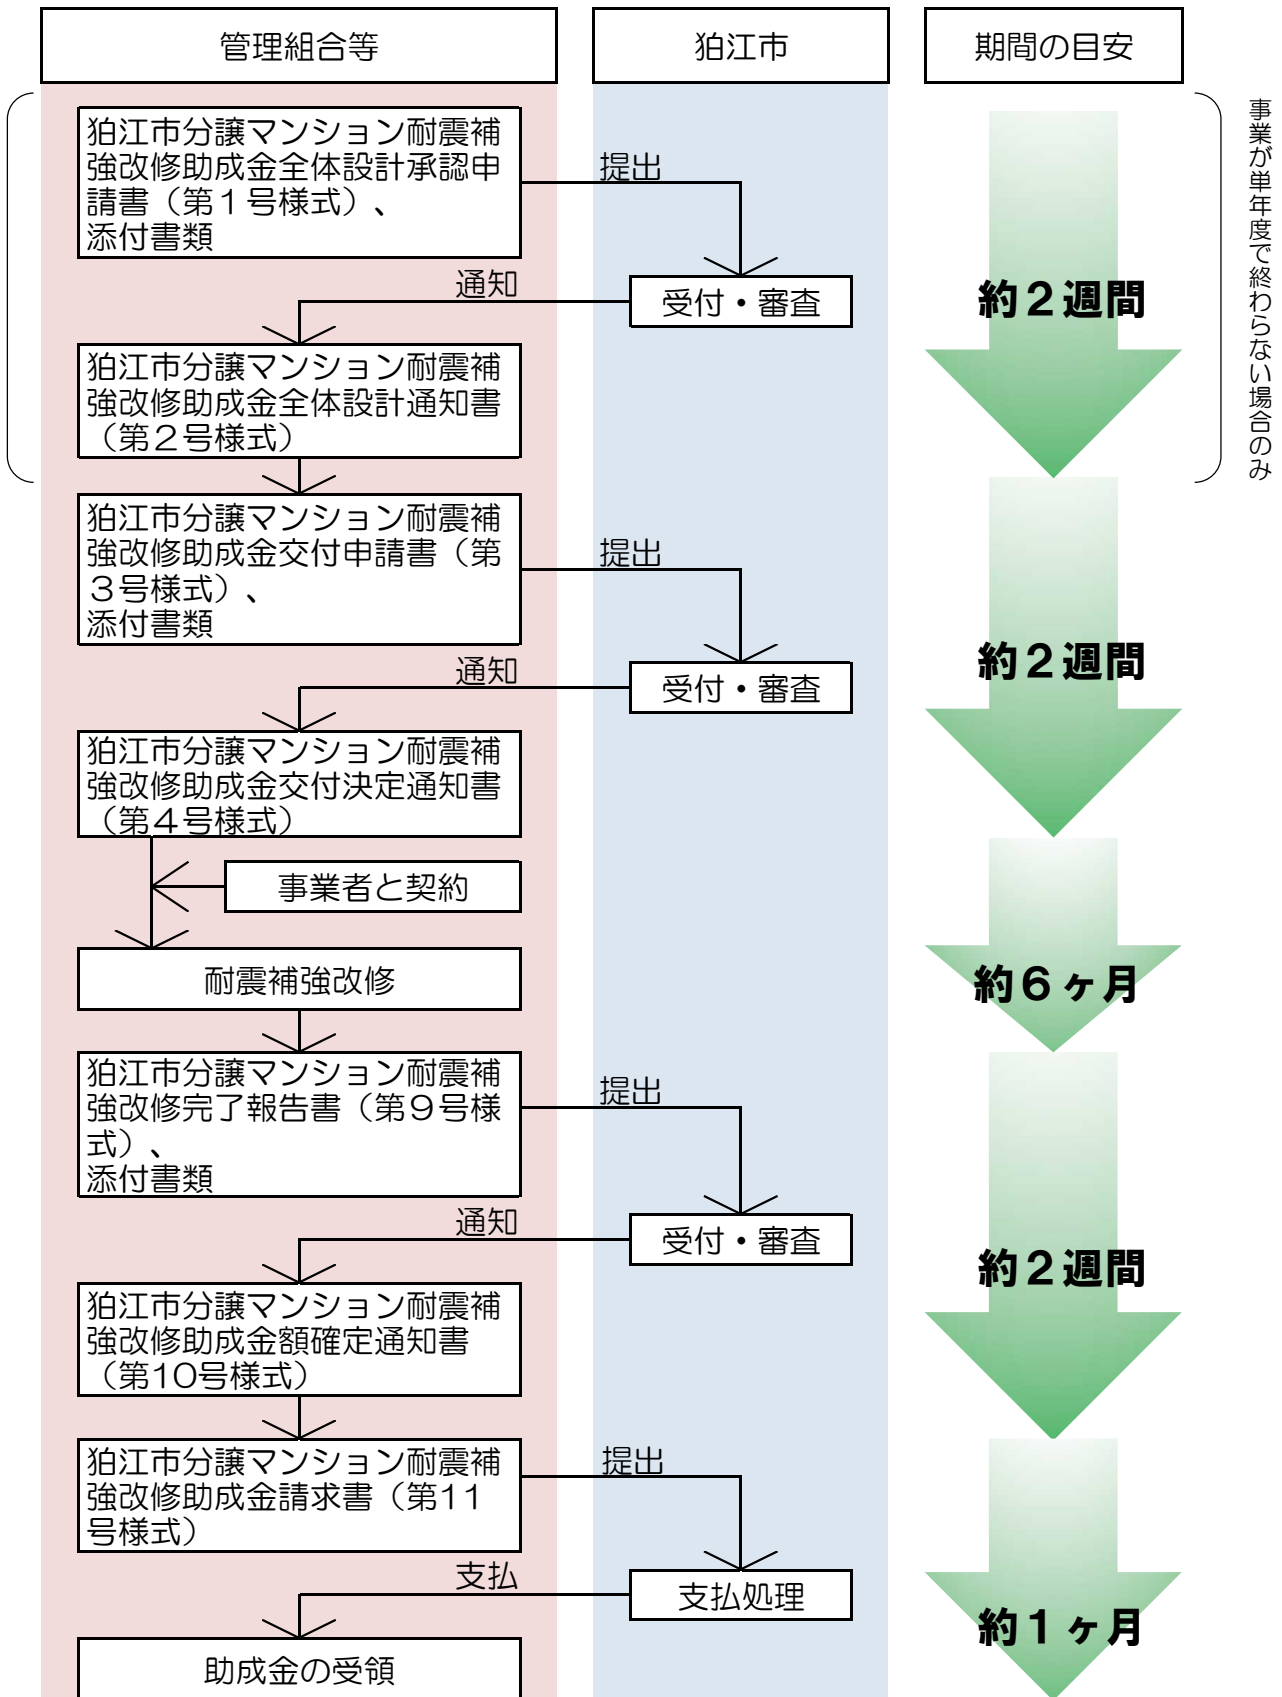 管理組合等
狛江市
期間の目安
狛江市分譲マンション耐震補
強改修助成金全体設計承認申
請書（第１号様式）、
添付書類
提出
受付・審査
通知
約２週間
事業が単年度で終わらない場合のみ
狛江市分譲マンション耐震補
強改修助成金全体設計通知書
（第２号様式）
狛江市分譲マンション耐震補
強改修助成金交付申請書（第
３号様式）、
添付書類
提出
受付・審査
通知
約２週間
狛江市分譲マンション耐震補
強改修助成金交付決定通知書
（第４号様式）
事業者と契約
耐震補強改修
約６ヶ月
狛江市分譲マンション耐震補
強改修完了報告書（第９号様
式）、
添付書類
提出
受付・審査
通知
約２週間
狛江市分譲マンション耐震補
強改修助成金額確定通知書
（第10号様式）
狛江市分譲マンション耐震補
強改修助成金請求書（第11
号様式）
提出
支払処理
支払
約１ヶ月
助成金の受領